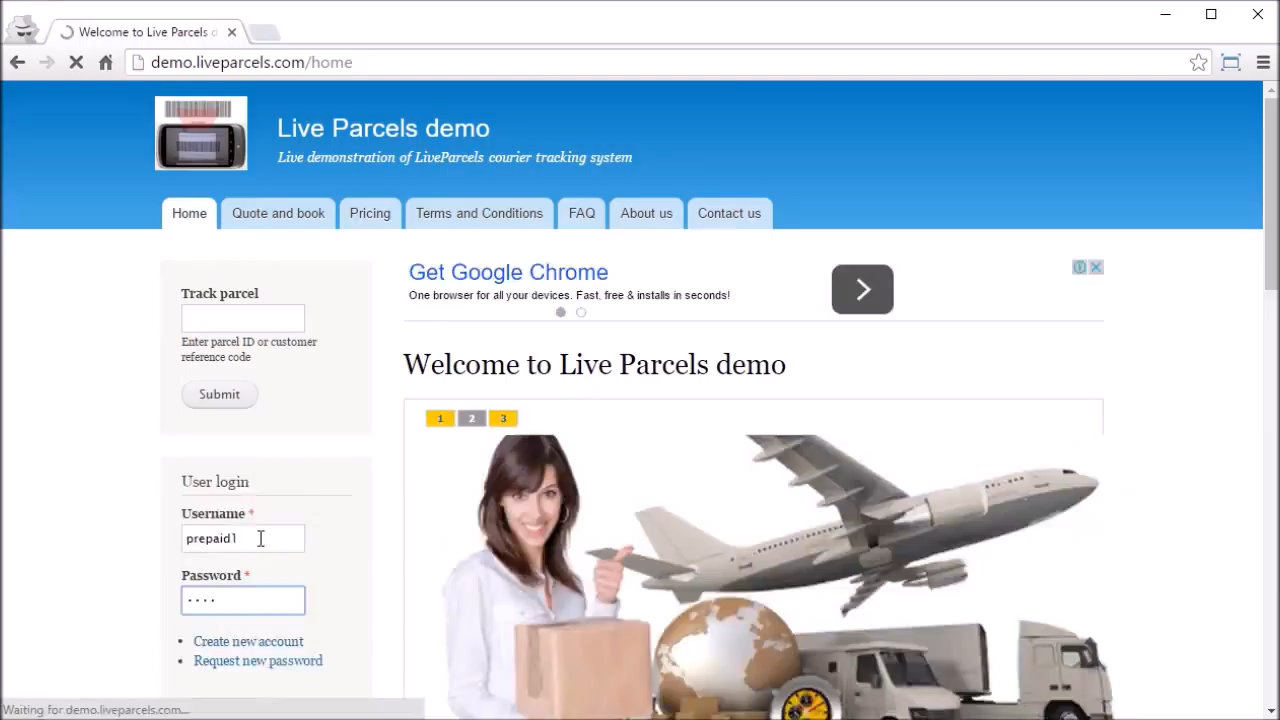 Welcome to Live Parcels d
demo.liveparcels.com/home
Live Parcels demo
Live demonstration of LiveParcels courier tracking system
Home
Quote and book
Pricing
Terms and Conditions
FAQ
About us
Contact us
Track parcel
Enter parcel ID or customer
reference code
Submit
User login
Username *
prepaid1
Password *
Create new account
Request new password
Get Google Chrome
One browser for all your devices. Fast, free & installs in seconds!
Welcome to Live Parcels demo
1 2 3
Waiting for demo.liveparcels.com...